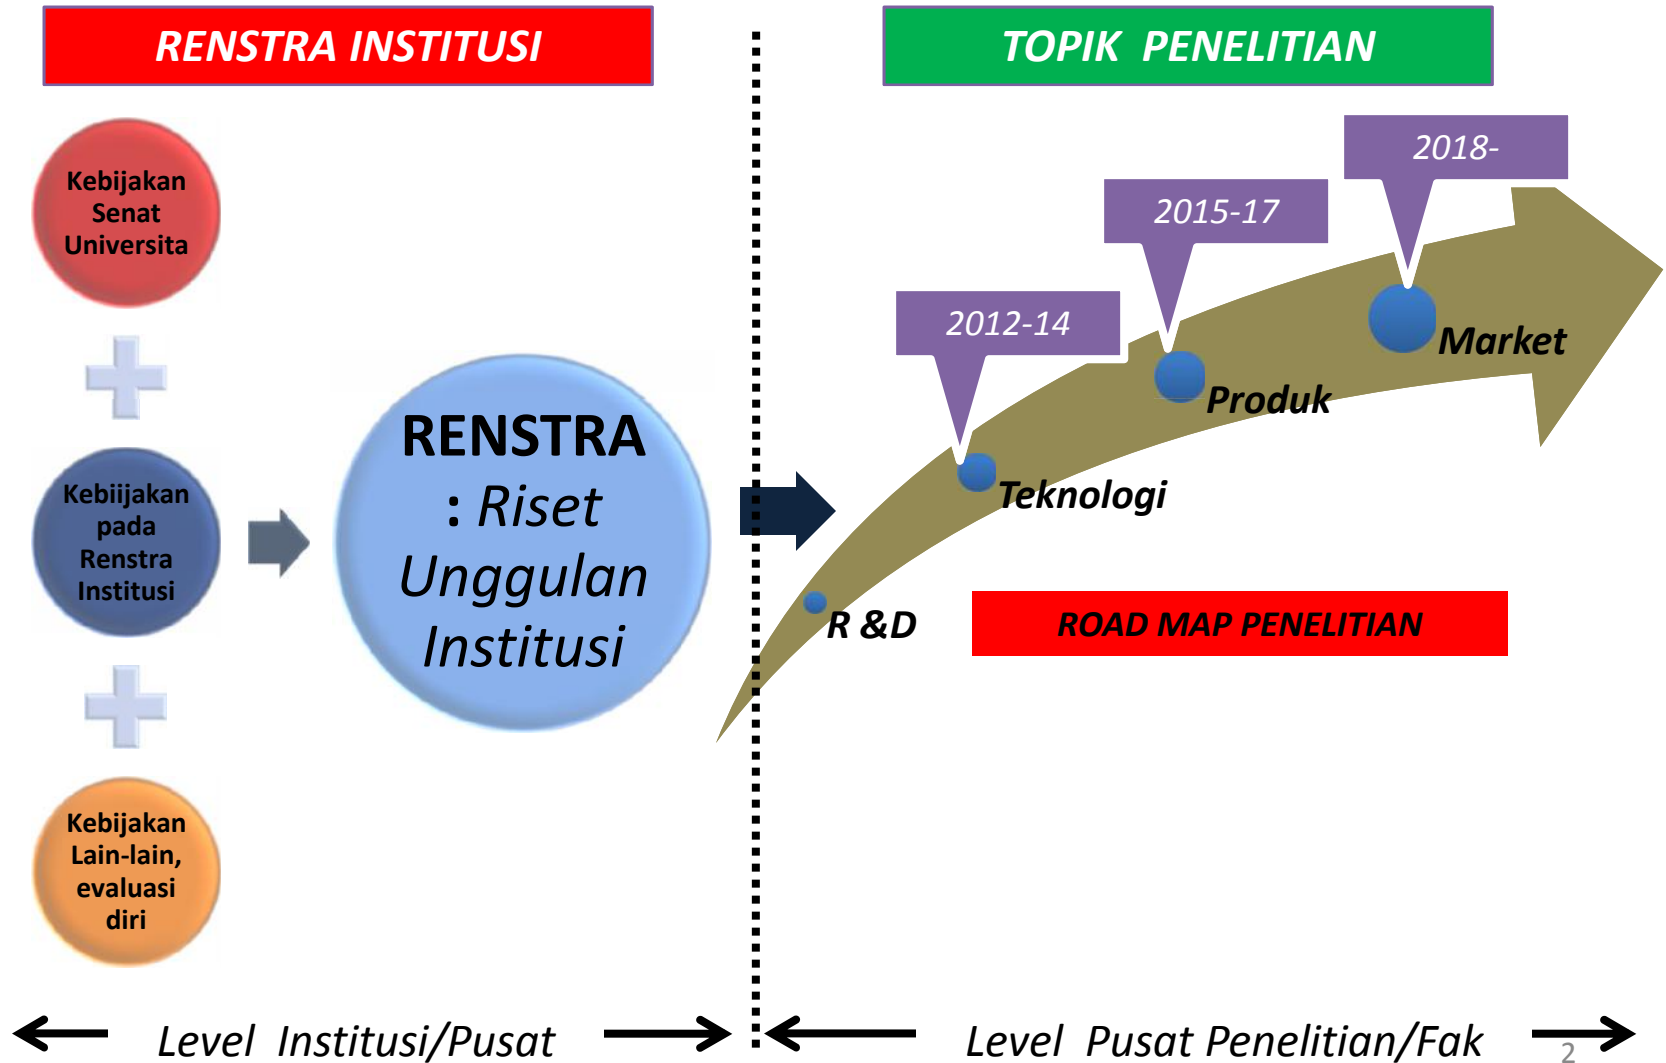 RENSTRA INSTITUSI
Kebijakan
Senat
Universita
Kebiijakan
pada
Renstra
Institusi
Kebijakan
Lain-lain,
evaluasi
diri
RENSTRA
: Riset
Unggulan
Institusi
Level Institusi/Pusat
TOPIK PENELITIAN
2018-
2015-17
2012-14
Market
Produk
Teknologi
R &D
ROAD MAP PENELITIAN
Level Pusat Penelitian/Fak
2